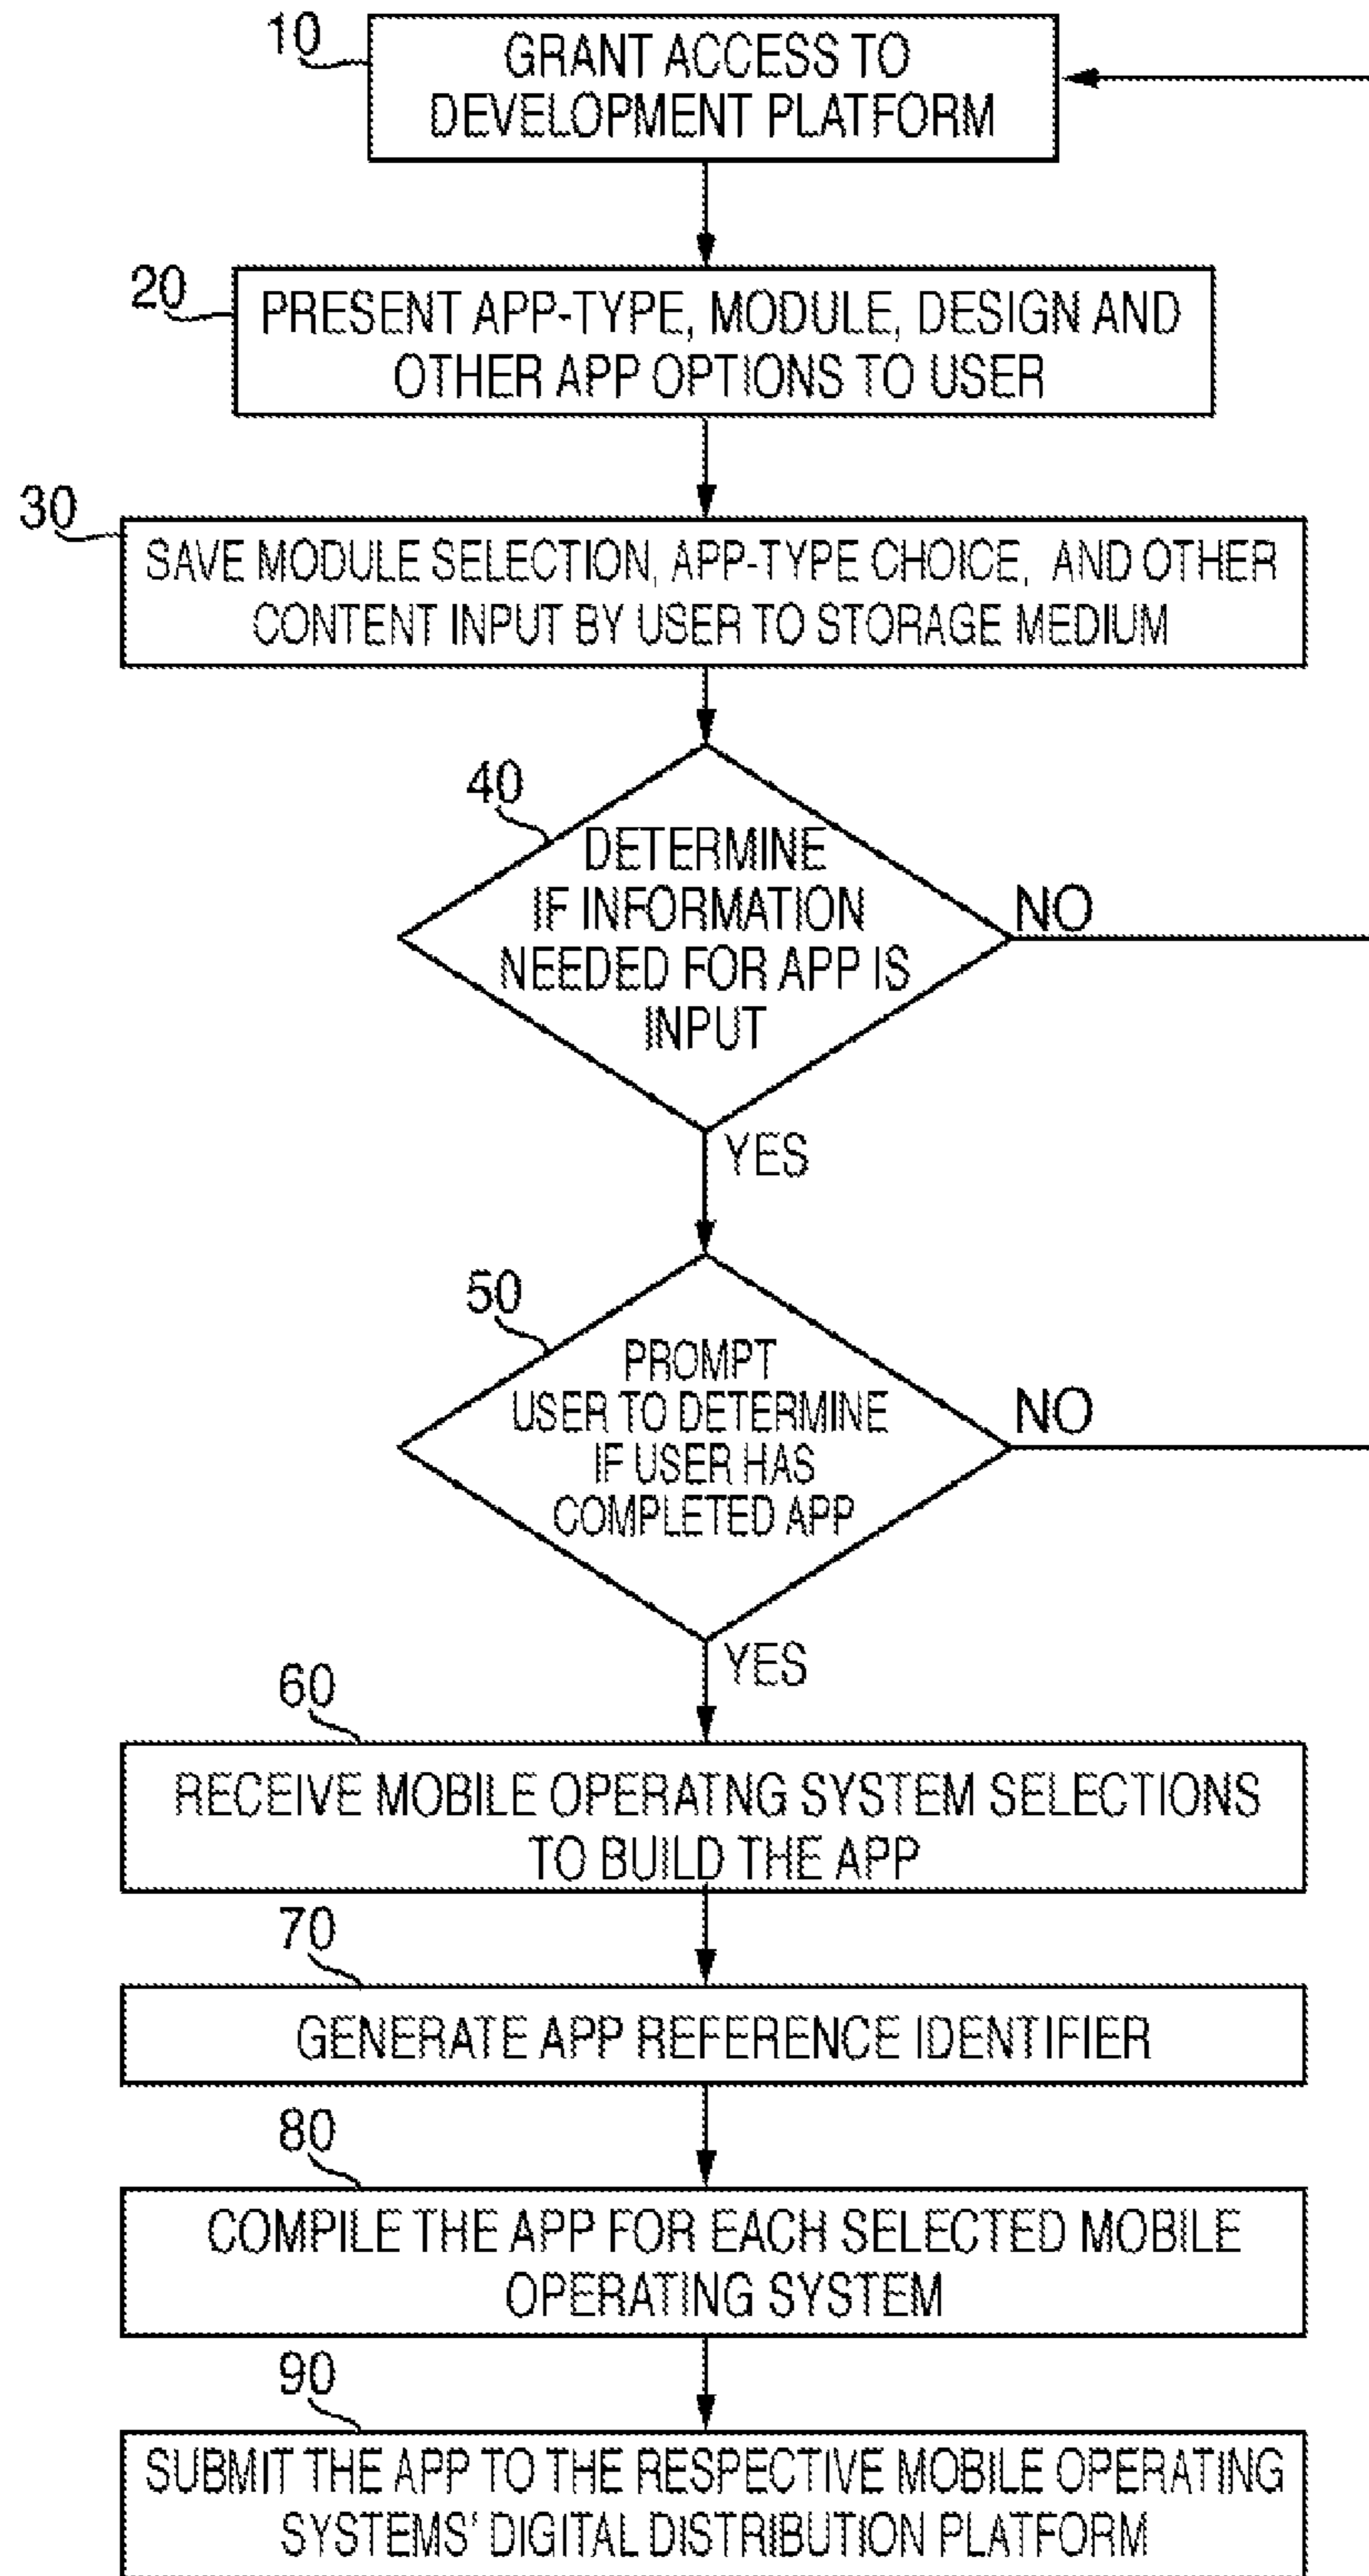 10
GRANT ACCESS TO
DEVELOPMENT PLATFORM
20
PRESENT APP-TYPE, MODULE, DESIGN AND
OTHER APP OPTIONS TO USER
30
SAVE MODULE SELECTION, APP-TYPE CHOICE, AND OTHER
CONTENT INPUT BY USER TO STORAGE MEDIUM
40
DETERMINE
IF INFORMATION
NEEDED FOR APP IS
INPUT
NO
YES
50
PROMPT
USER TO DETERMINE
IF USER HAS
COMPLETED APP
NO
YES
60
RECEIVE MOBILE OPERATNG SYSTEM SELECTIONS
TO BUILD THE APP
70
GENERATE APP REFERENCE IDENTIFIER
80
COMPILE THE APP FOR EACH SELECTED MOBILE
OPERATING SYSTEM
90
SUBMIT THE APP TO THE RESPECTIVE MOBILE OPERATING
SYSTEMS' DIGITAL DISTRIBUTION PLATFORM